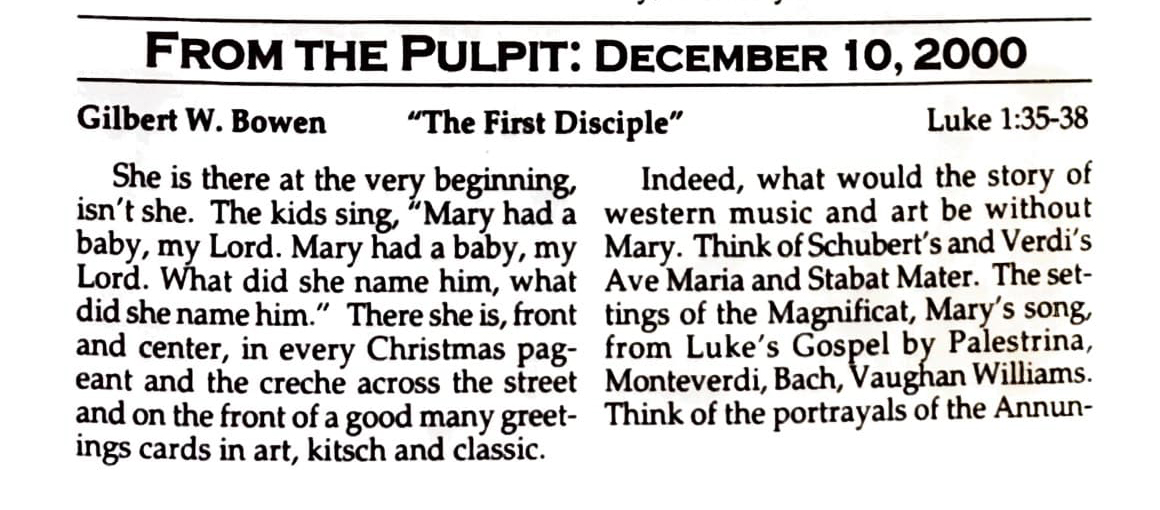 FROM THE PULPIT: DECEMBER 10, 2000
Gilbert W. Bowen "The First Disciple" Luke 1:35-38
She is there at the very beginning,
isn't she. The kids sing, "Mary had a
baby, my Lord. Mary had a baby, my
Lord. What did she name him, what
did she name him." There she is, front
and center, in every Christmas pag-
eant and the creche across the street
and on the front of a good many greet-
ings cards in art, kitsch and classic.
Indeed, what would the story of
western music and art be without
Mary. Think of Schubert's and Verdi's
Ave Maria and Stabat Mater. The set-
tings of the Magnificat, Mary's song,
from Luke's Gospel by Palestrina,
Monteverdi, Bach, Vaughan Williams.
Think of the portrayals of the Annun-